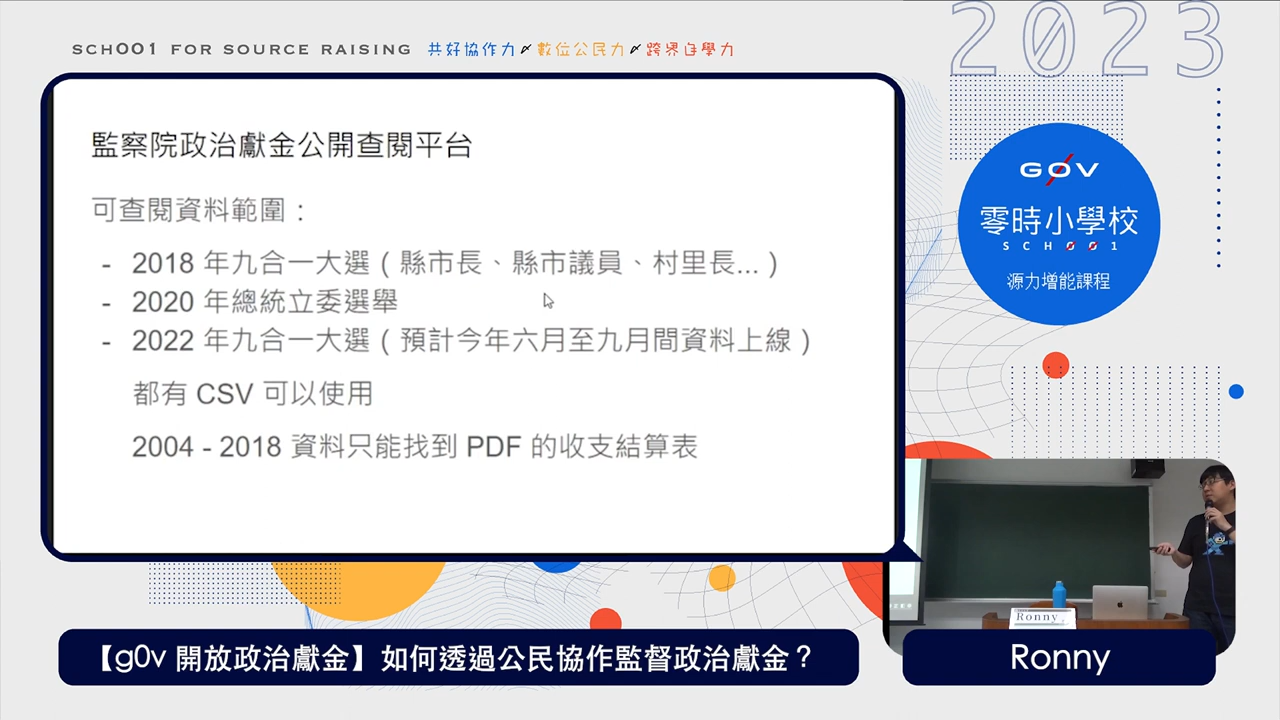 SCH001 FOR SOURCE RAISING 共好協作力 數位公民力 跨界自學力
2023
監察院政治獻金公開查閱平台
可查閱資料範圍：
- 2018 年九合一大選（縣市長、縣市議員、村里長...）
- 2020 年總統立委選舉
- 2022 年九合一大選（預計今年六月至九月間資料上線）
都有 CSV 可以使用
2004 - 2018 資料只能找到 PDF 的收支結算表
G0V
零時小學校
SCH001
源力增能課程
Ronny
【g0v 開放政治獻金】如何透過公民協作監督政治獻金？
Ronny